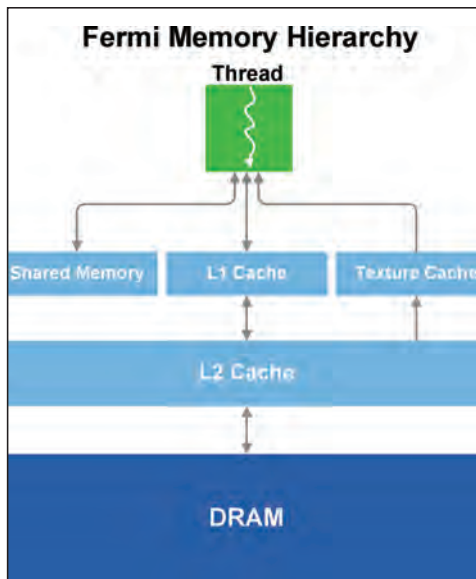 Fermi Memory Hierarchy
Thread
Shared Memory
L1 Cache
Texture Cache
L2 Cache
DRAM